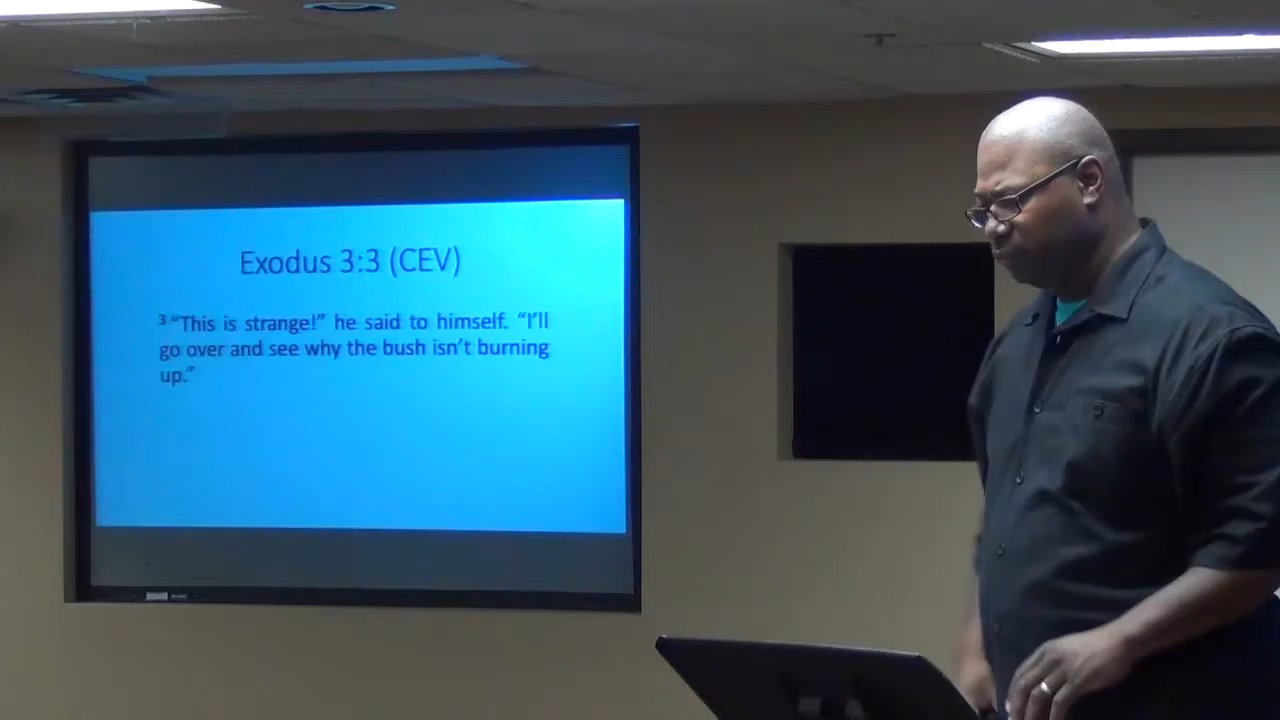 Exodus 3:3 (CEV)
3 “This is strange!” he said to himself. “I’ll
go over and see why the bush isn’t burning
up.”